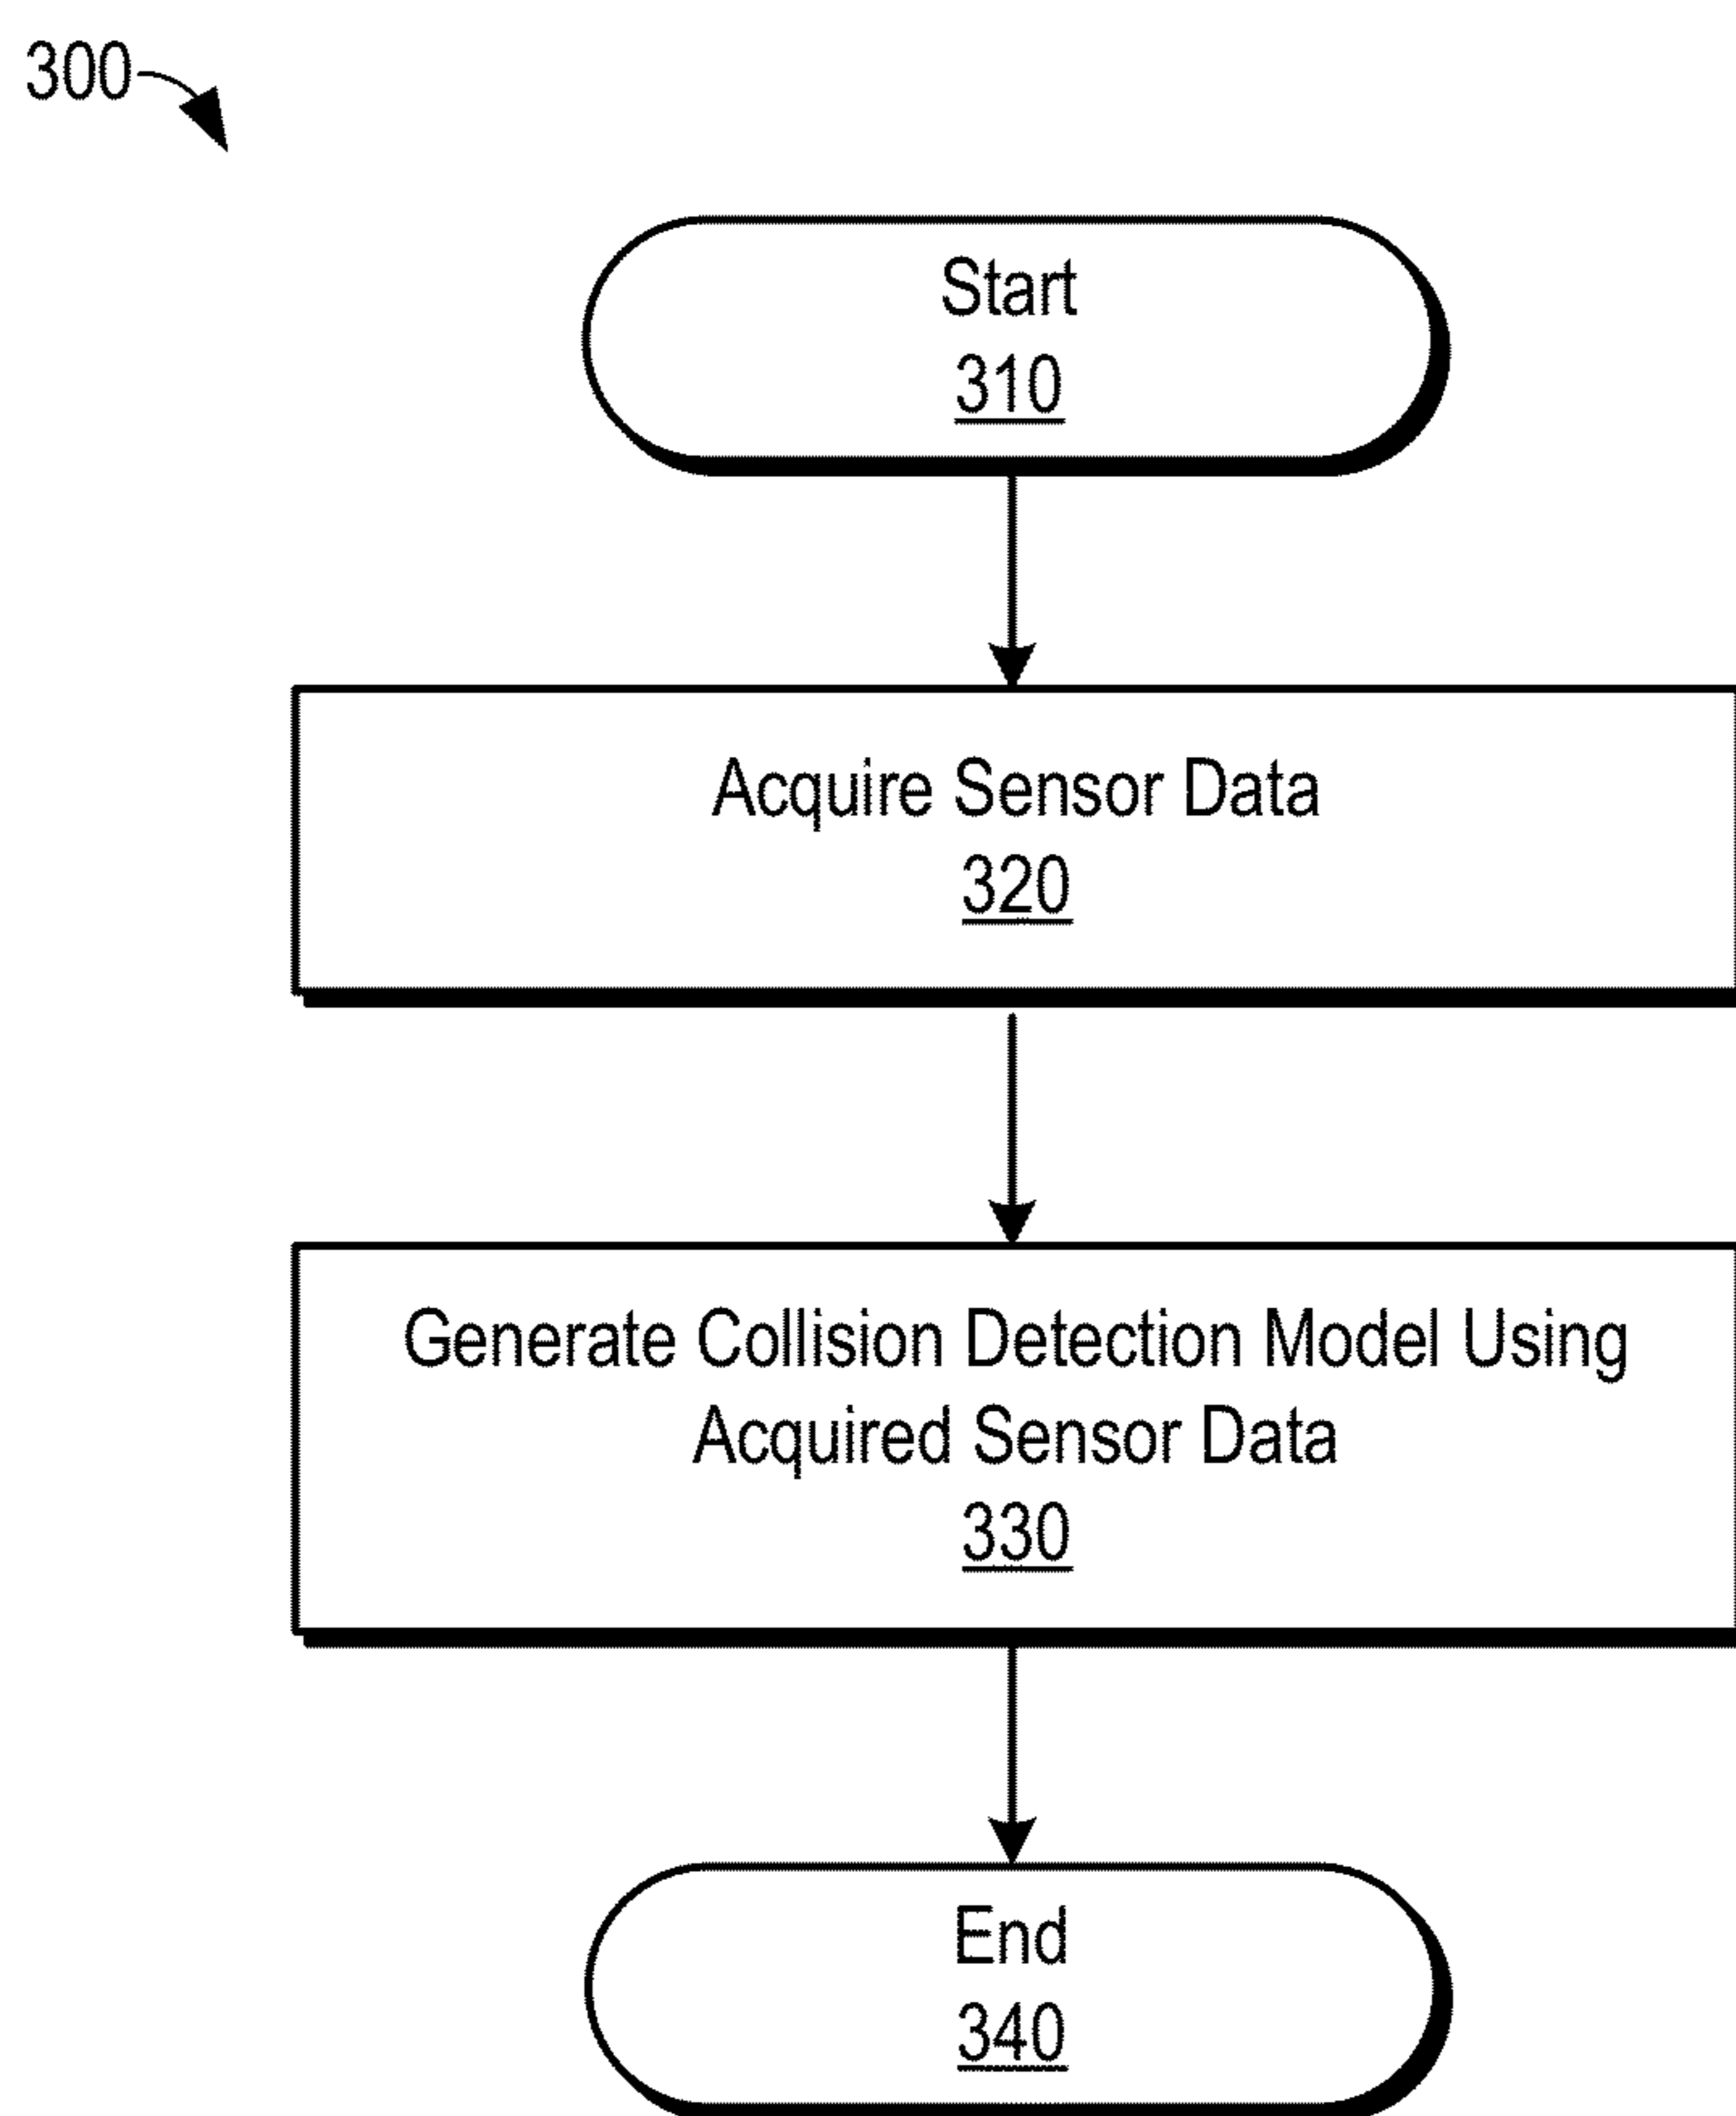 300
Start
310
Acquire Sensor Data
320
Generate Collision Detection Model Using
Acquired Sensor Data
330
End
340